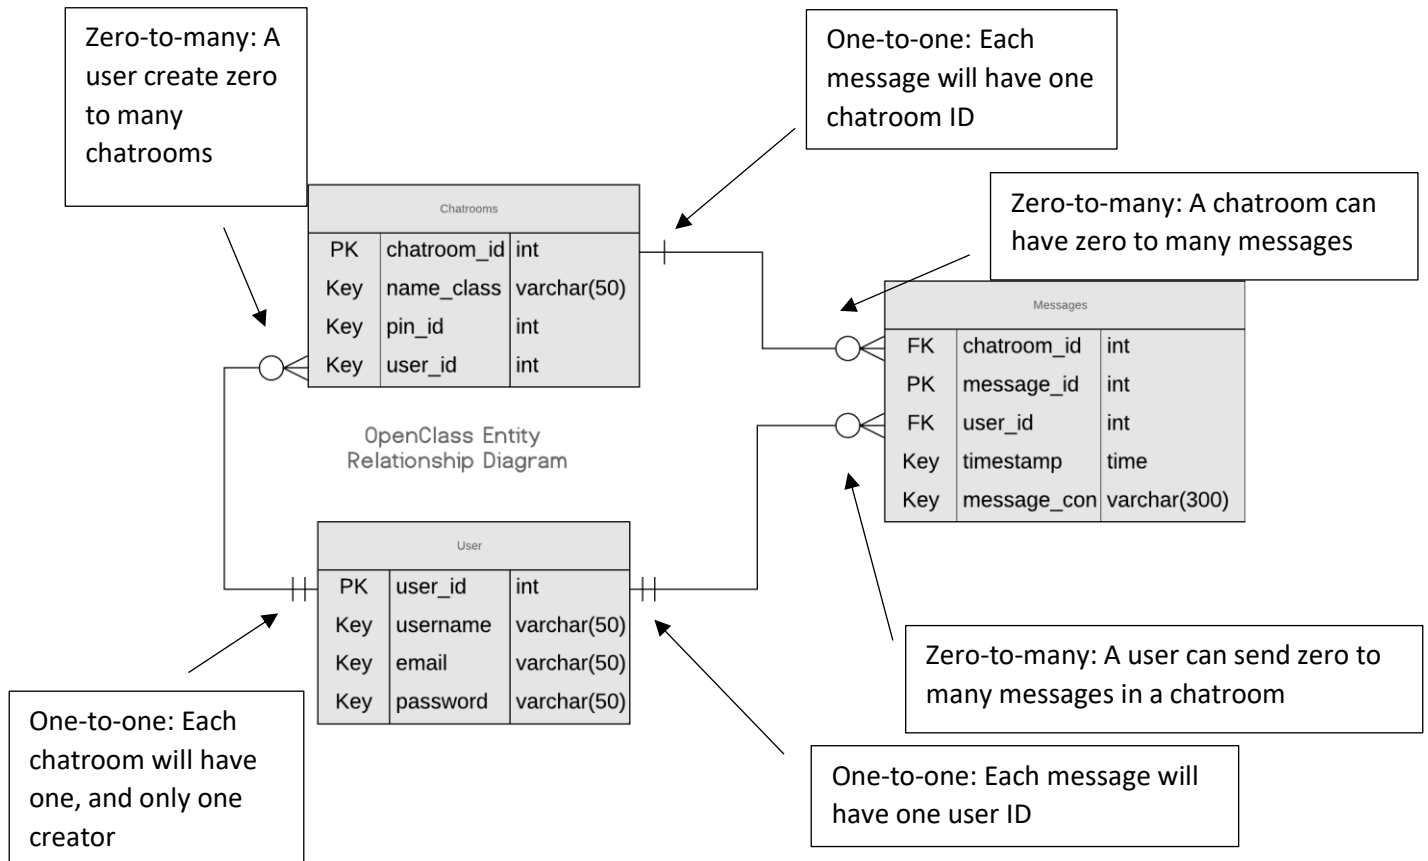 Zero-to-many: A
user create zero
to many
chatrooms
One-to-one: Each
message will have one
chatroom ID
Zero-to-many: A chatroom can
have zero to many messages
Chatrooms
PK chatroom_id int
Key name_class varchar(50)
Key pin_id int
Key user_id int
Messages
FK chatroom_id int
PK message_id int
FK user_id int
Key timestamp time
Key message_con varchar(300)
OpenClass Entity
Relationship Diagram
User
PK user_id int
Key username varchar(50)
Key email varchar(50)
Key password varchar(50)
Zero-to-many: A user can send zero to
many messages in a chatroom
One-to-one: Each
chatroom will have
one, and only one
creator
One-to-one: Each message will
have one user ID